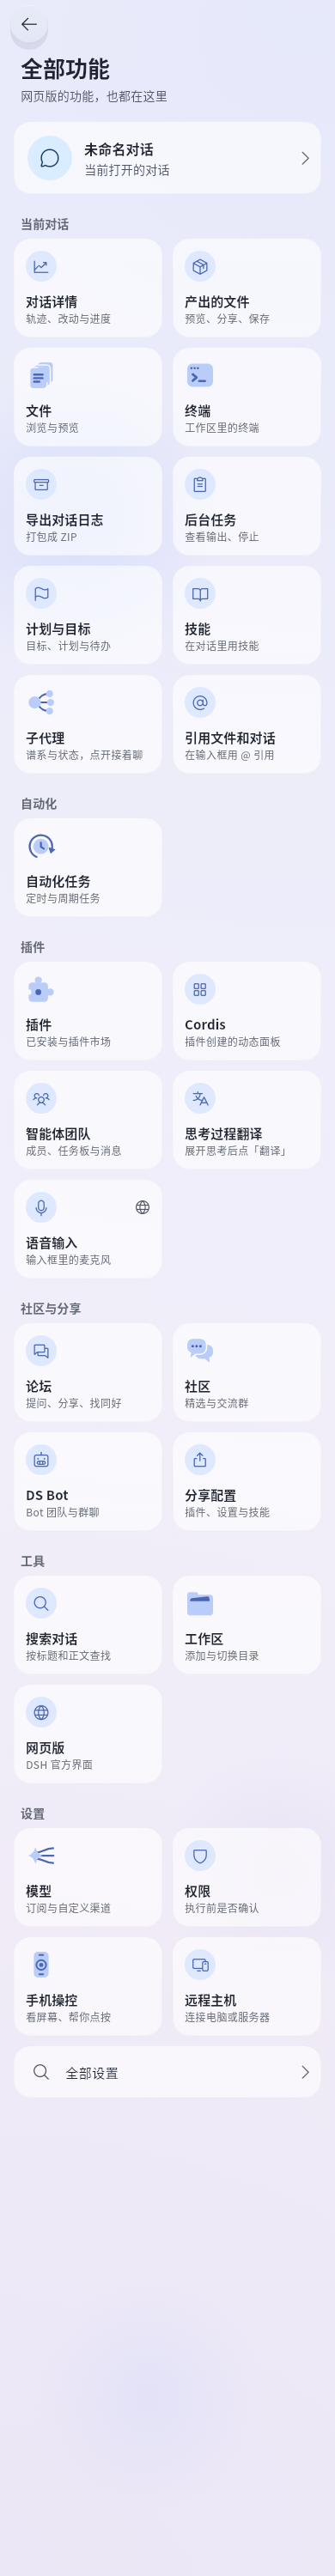 全部功能
网页版的功能，也都在这里
未命名对话
当前打开的对话
当前对话
对话详情
轨迹、改动与进度
产出的文件
预览、分享、保存
文件
浏览与预览
终端
工作区里的终端
导出对话日志
打包成 ZIP
后台任务
查看输出、停止
计划与目标
目标、计划与待办
技能
在对话里用技能
子代理
谱系与状态，点开接着聊
引用文件和对话
在输入框用 @ 引用
自动化
自动化任务
定时与周期任务
插件
插件
已安装与插件市场
Cordis
插件创建的动态面板
智能体团队
成员、任务板与消息
思考过程翻译
展开思考后点「翻译」
语音输入
输入框里的麦克风
社区与分享
论坛
提问、分享、找同好
社区
精选与交流群
DS Bot
Bot 团队与群聊
分享配置
插件、设置与技能
工具
搜索对话
按标题和正文查找
工作区
添加与切换目录
网页版
DSH 官方界面
设置
模型
订阅与自定义渠道
权限
执行前是否确认
手机操控
看屏幕、帮你点按
远程主机
连接电脑或服务器
全部设置